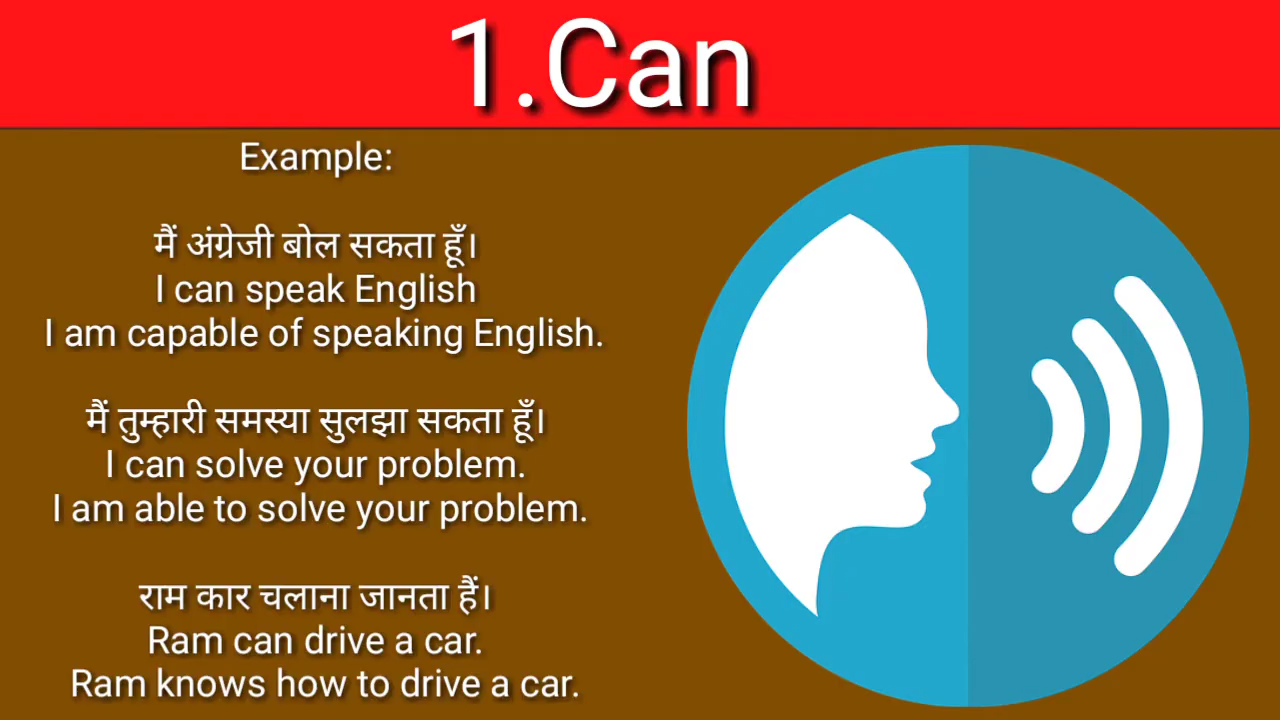 1.Can
Example:
मैं अंग्रेजी बोल सकता हूँ।
I can speak English
I am capable of speaking English.
मैं तुम्हारी समस्या सुलझा सकता हूँ।
I can solve your problem.
I am able to solve your problem.
राम कार चलाना जानता हैं।
Ram can drive a car.
Ram knows how to drive a car.